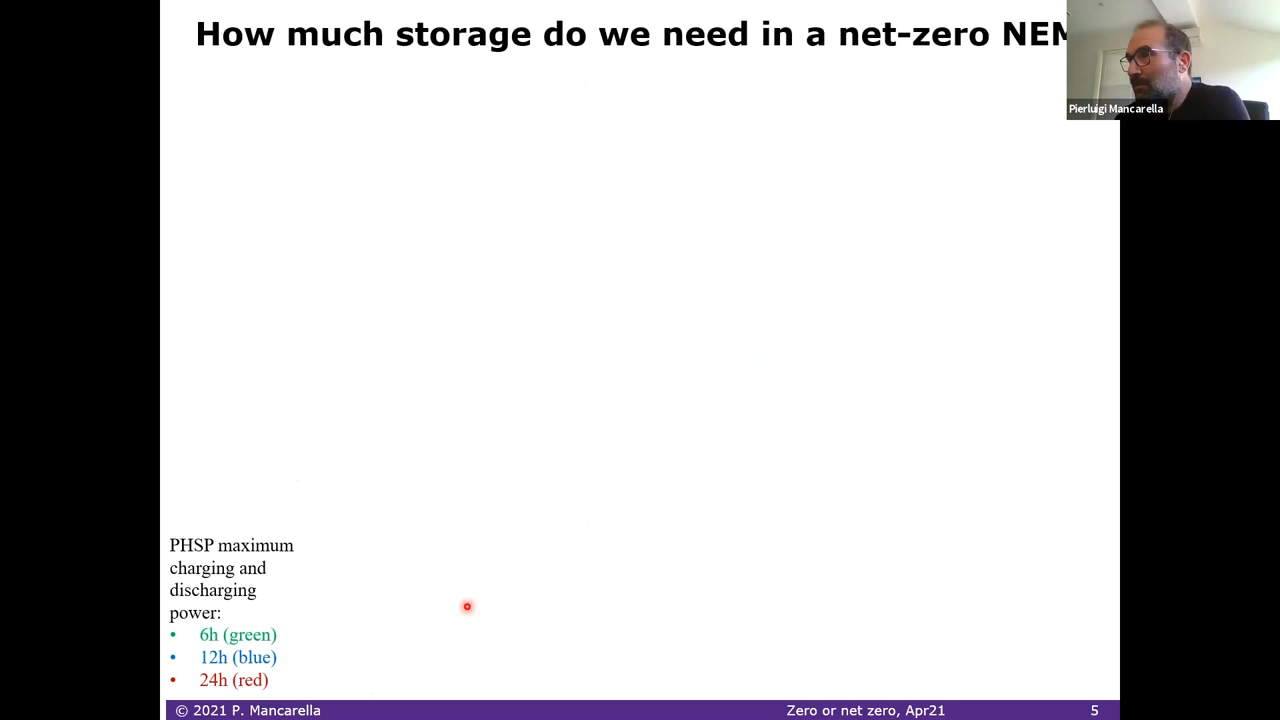 How much storage do we need in a net-zero NEM
Pierluigi Mancarella
PHSP maximum
charging and
discharging
power:
• 6h (green)
• 12h (blue)
• 24h (red)
© 2021 P. Mancarella
Zero or net zero, Apr21
5